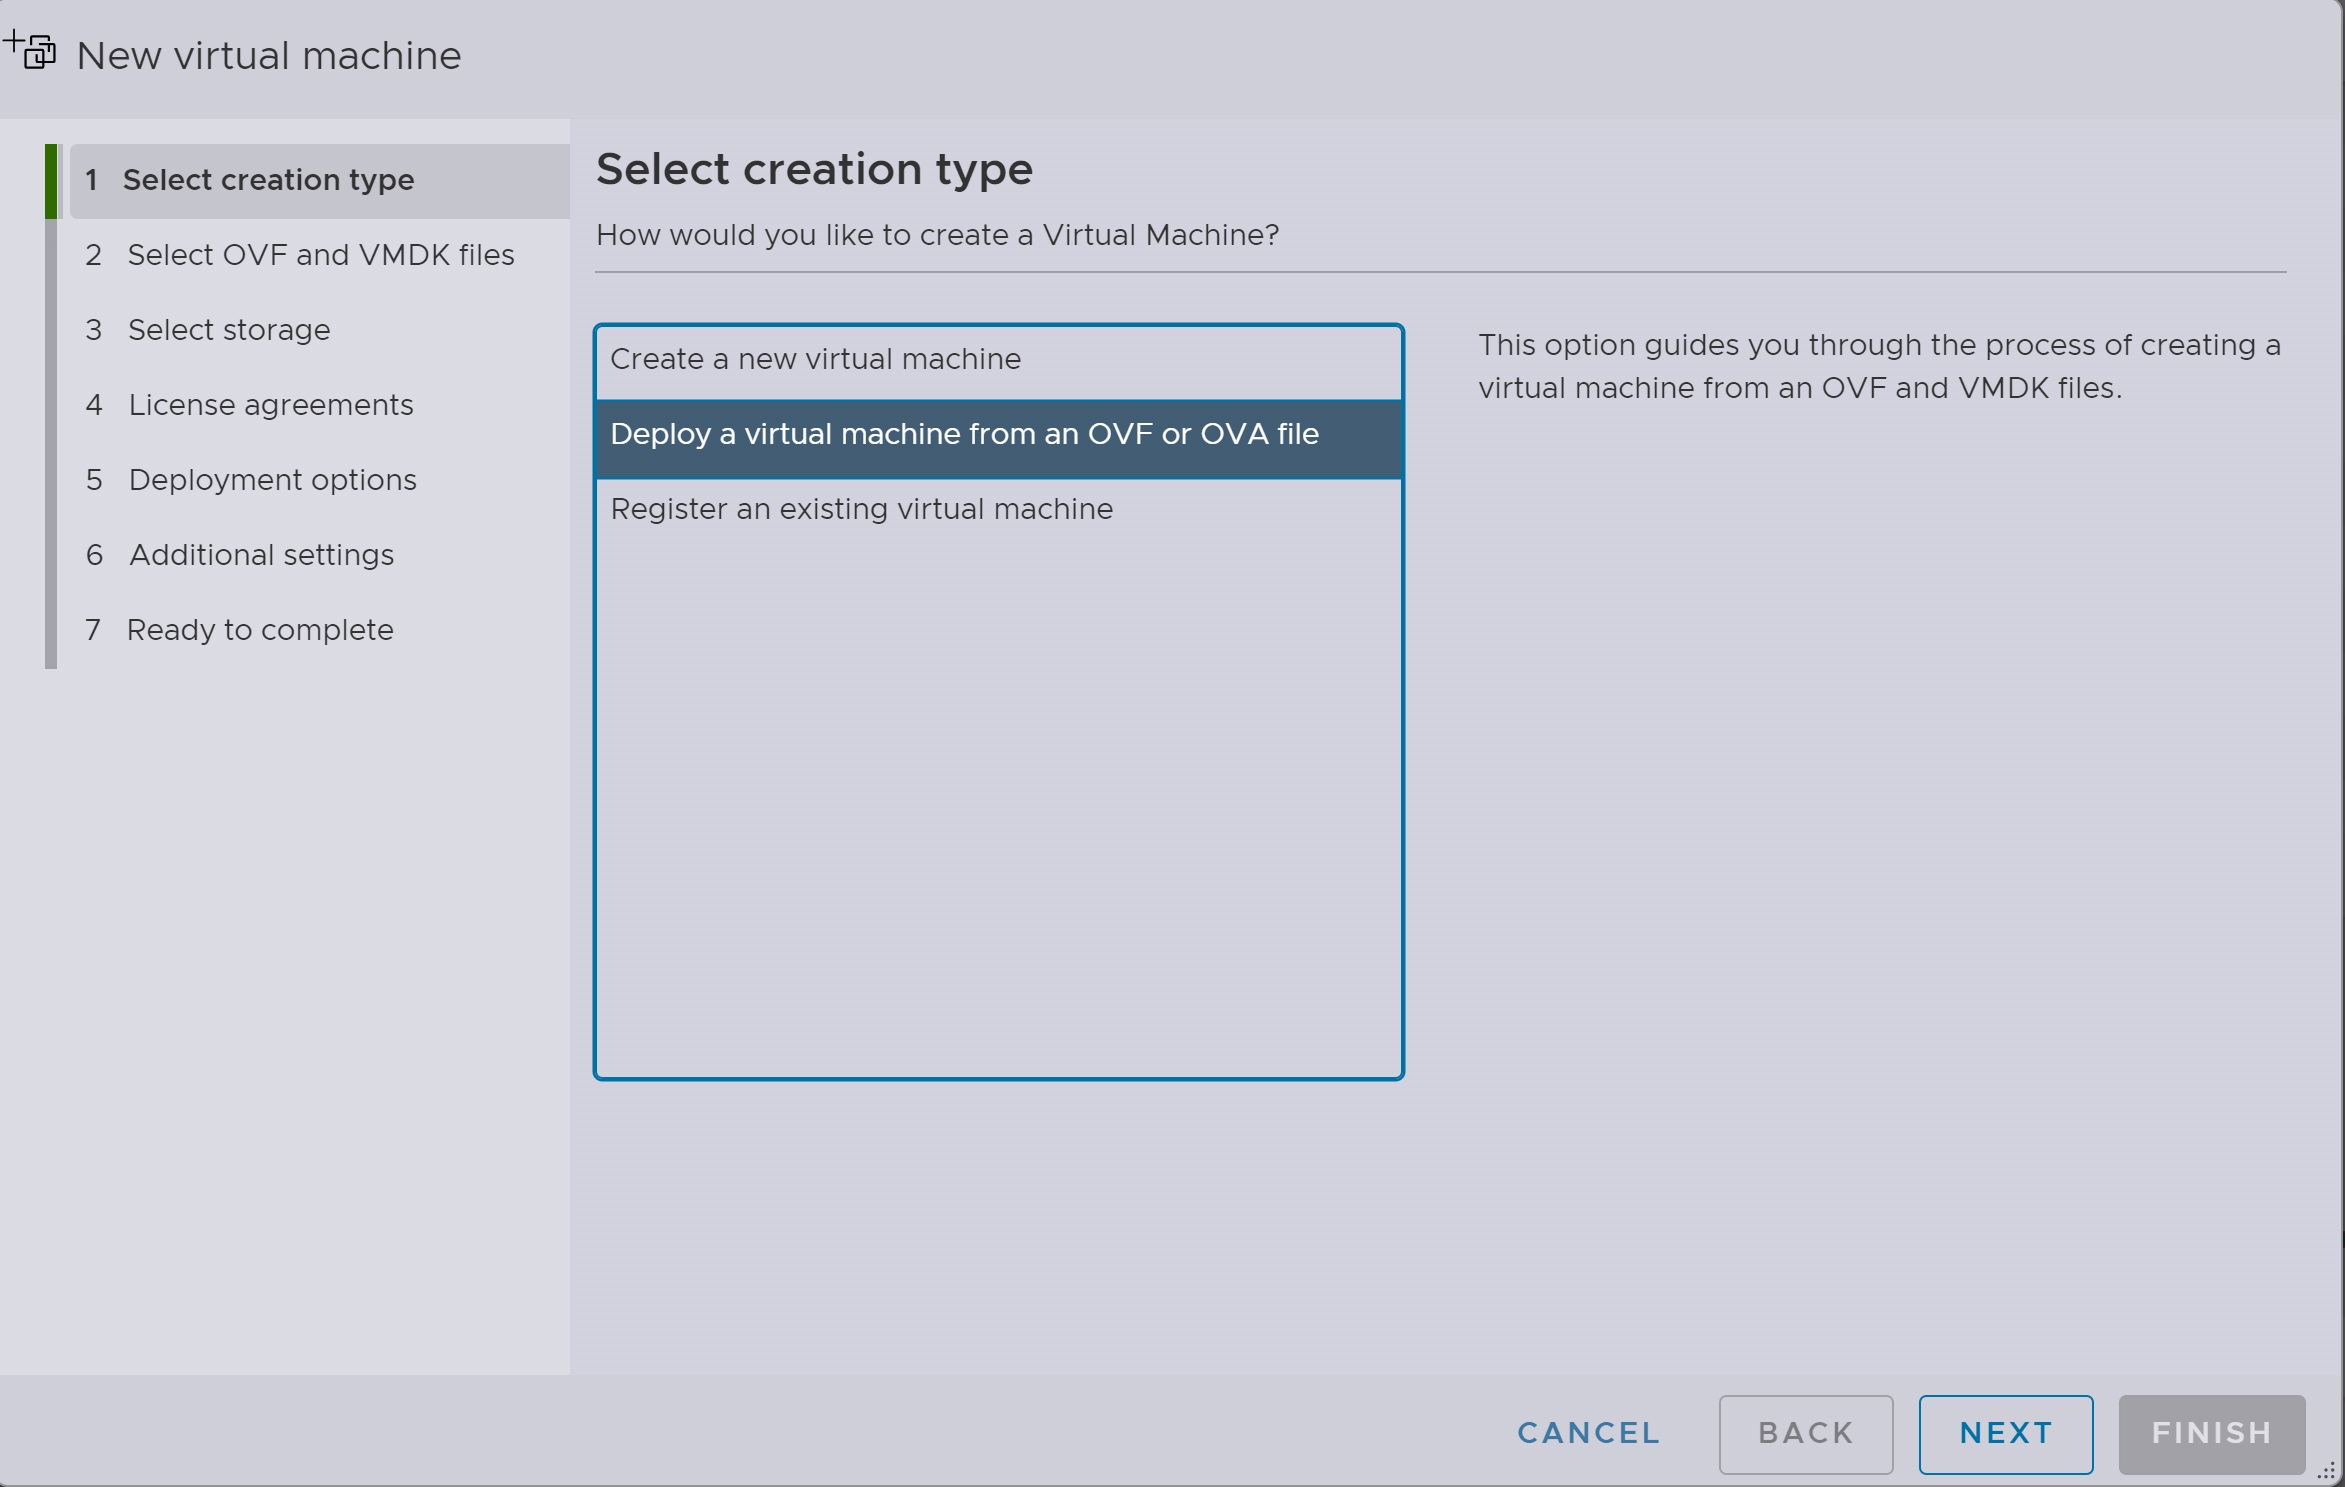 New virtual machine
1 Select creation type
2 Select OVF and VMDK files
3 Select storage
4 License agreements
5 Deployment options
6 Additional settings
7 Ready to complete
Select creation type
How would you like to create a Virtual Machine?
Create a new virtual machine
Deploy a virtual machine from an OVF or OVA file
Register an existing virtual machine
This option guides you through the process of creating a
virtual machine from an OVF and VMDK files.
CANCEL BACK NEXT FINISH